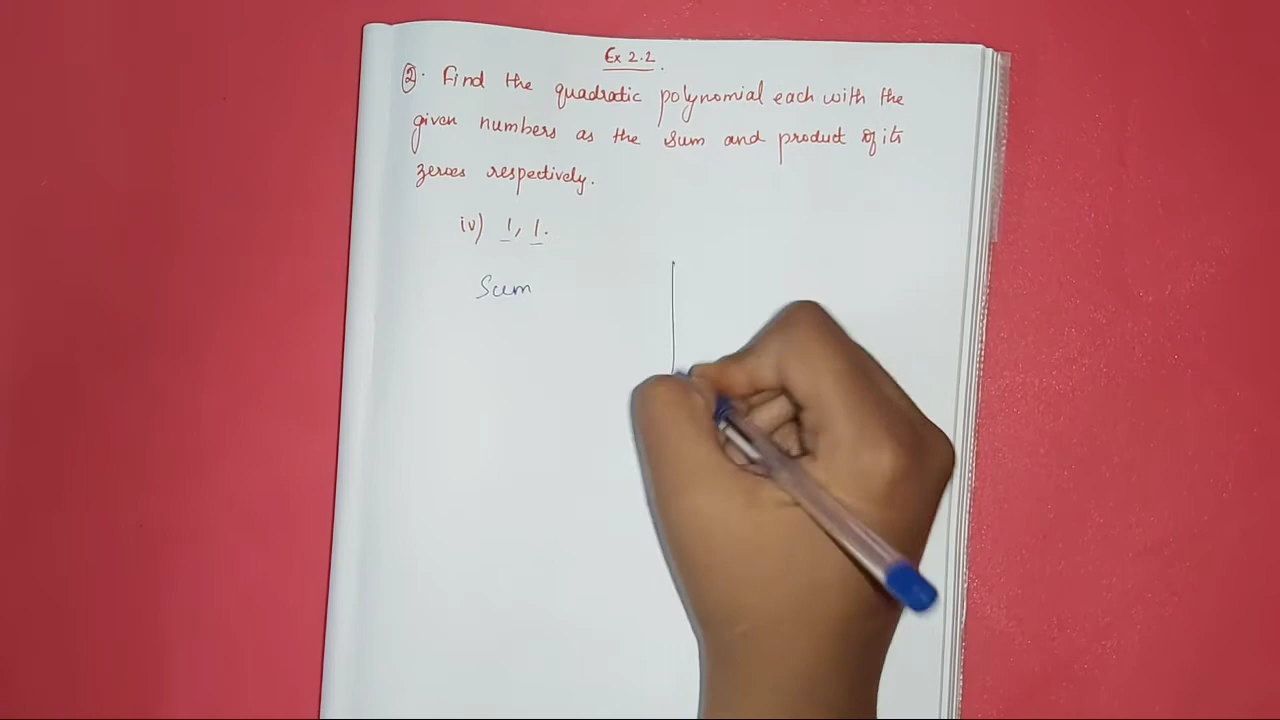 Ex 2.2.
②. Find the quadratic polynomial each with the
given numbers as the sum and product of its
zeroes respectively.
iv) 1, 1.
Sum